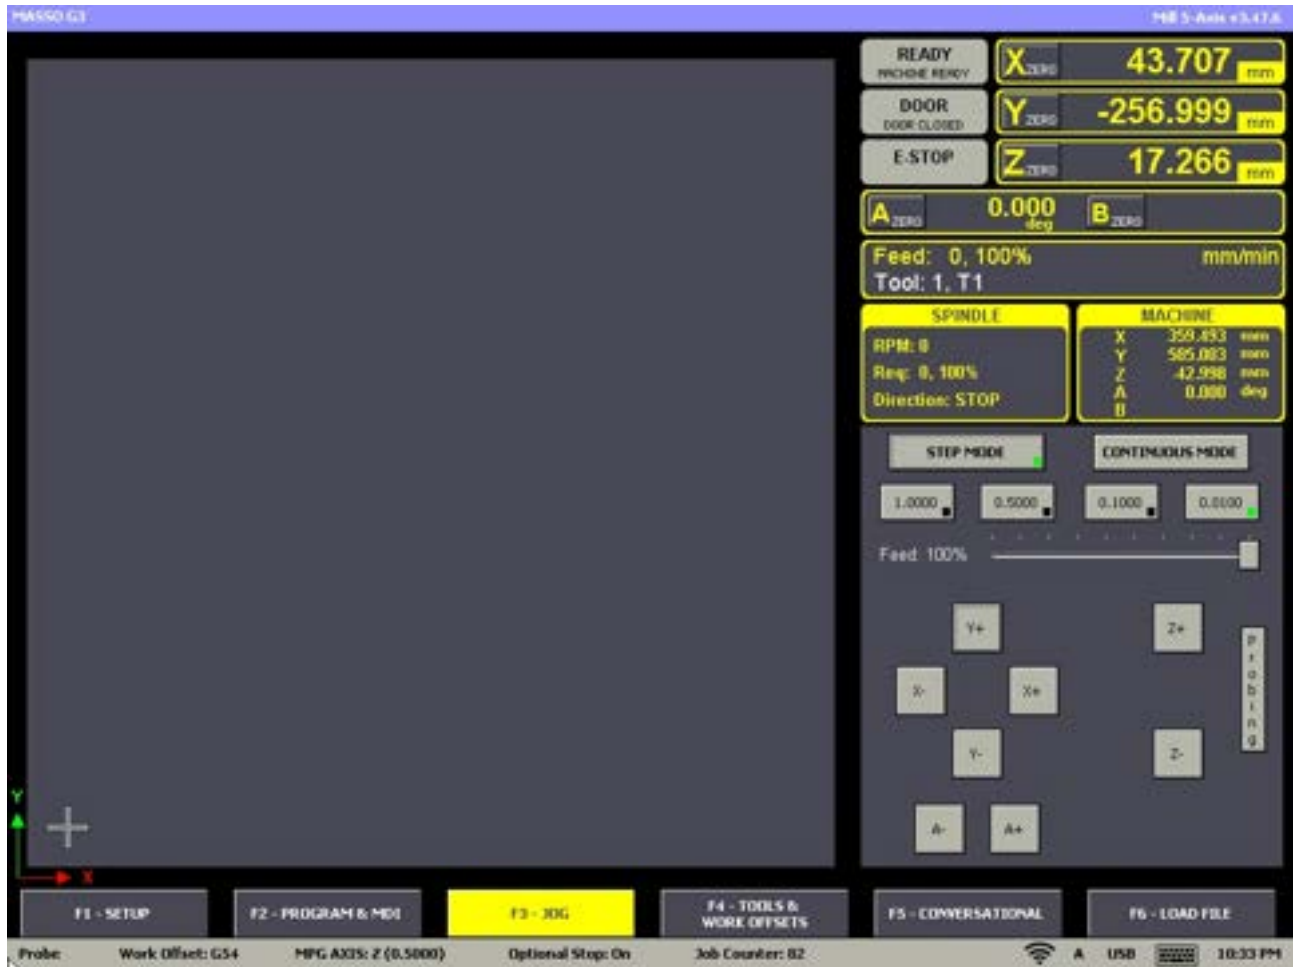 MASSO G3
Mill 5-Axis v3.47.6
READY
MACHINE READY
X ZERO 43.707 mm
DOOR
DOOR CLOSED
Y ZERO -256.999 mm
E-STOP
Z ZERO 17.266 mm
A ZERO 0.000 deg B ZERO
Feed: 0, 100% mm/min
Tool: 1, T1
SPINDLE
RPM: 0
Req: 0, 100%
Direction: STOP
MACHINE
X 359.493 mm
Y 585.083 mm
Z -42.998 mm
A 0.000 deg
B
STEP MODE CONTINUOUS MODE
1.0000 0.5000 0.1000 0.0100
Feed: 100%
Y+ Z+
X- X+
Probing
Y- Z-
A- A+
Y
X
F1 - SETUP
F2 - PROGRAM & MDI
F3 - JOG
F4 - TOOLS &
WORK OFFSETS
F5 - CONVERSATIONAL
F6 - LOAD FILE
Probe Work Offset: G54 MPG AXIS: Z (0.5000) Optional Stop: On Job Counter: 82 A USB 10:33 PM